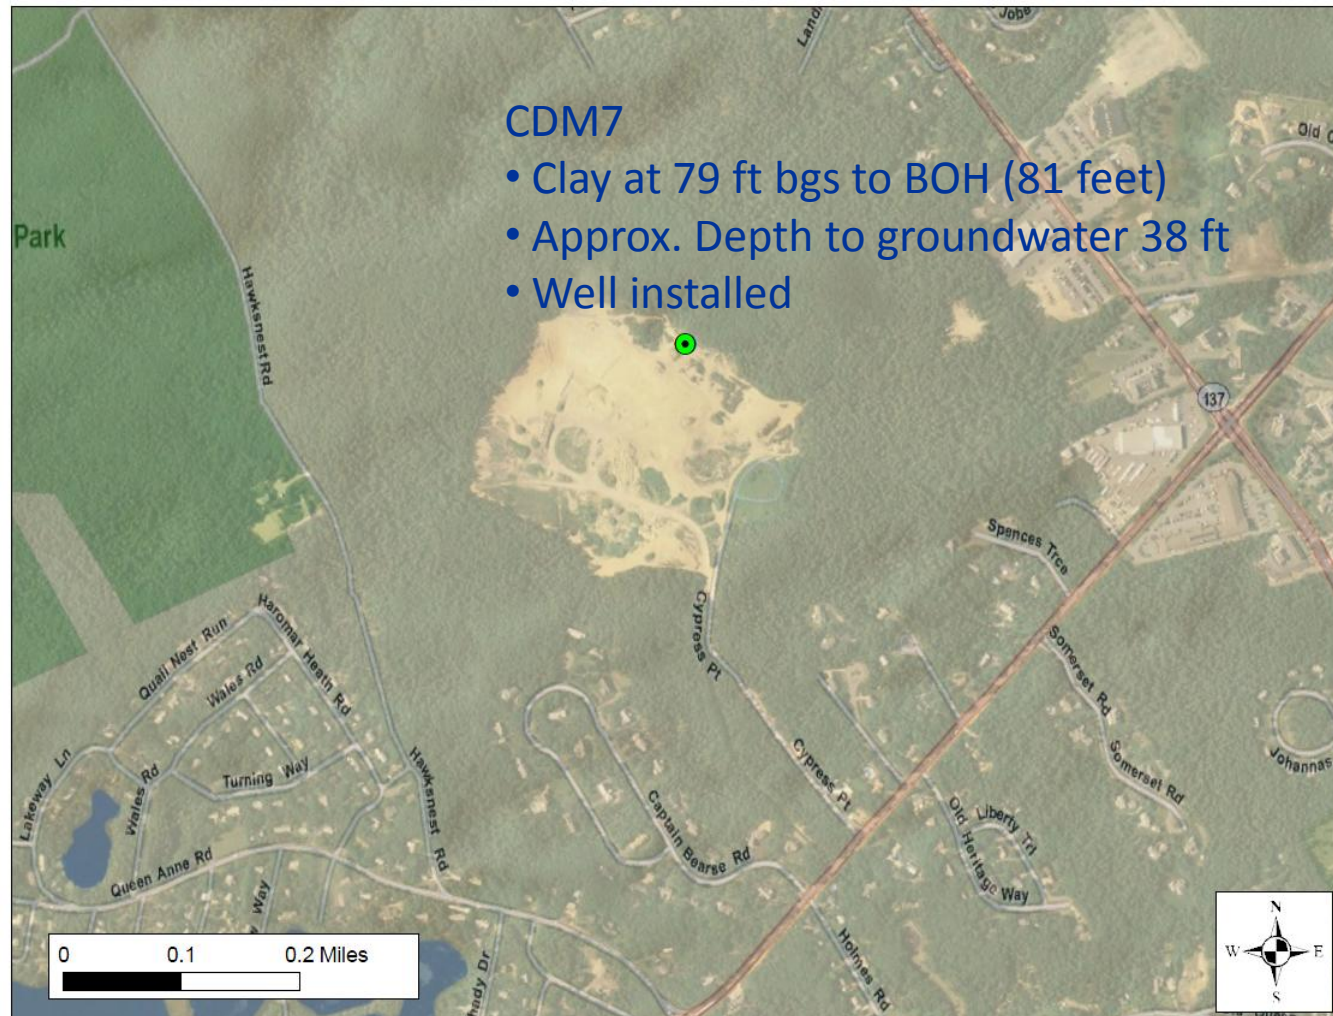 Jobe
CDM7
• Clay at 79 ft bgs to BOH (81 feet)
• Approx. Depth to groundwater 38 ft
• Well installed
Park
Hawksnest Rd
137
Spences Trce
Cypress Pt
Haromar Heath Rd
Quail Nest Run
Wales Rd
Somerset Rd
Lakeway Ln
Wales Rd
Turning Way
Hawksnest Rd
Cypress Pt
Somerset Rd
Johannas
Captain Bearse Rd
Old Heritage Way
Liberty Trl
Queen Anne Rd
Way
Holmes Rd
Dr
0 0.1 0.2 Miles
N
W E
S